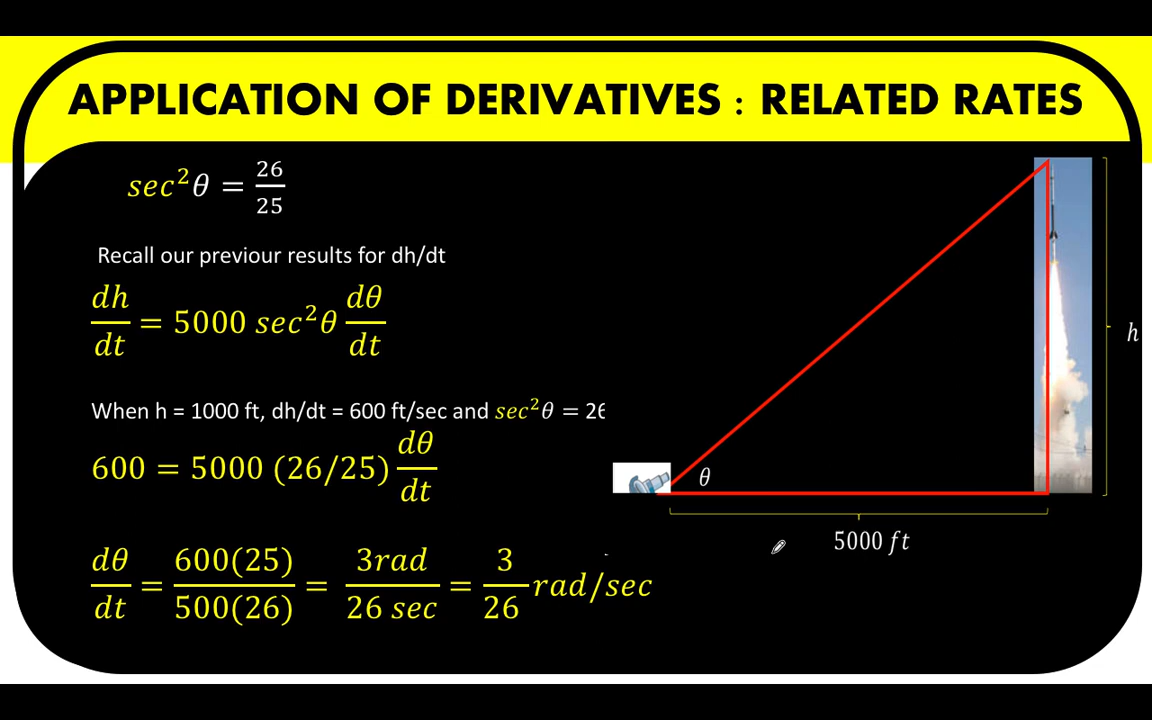 APPLICATION OF DERIVATIVES : RELATED RATES
sec²θ = 26/25
Recall our previour results for dh/dt
dh/dt = 5000 sec²θ dθ/dt
When h = 1000 ft, dh/dt = 600 ft/sec and sec²θ = 26
600 = 5000 (26/25) dθ/dt
dθ/dt = 600(25)/500(26) = 3rad/26 sec = 3/26 rad/sec
h
θ
5000 ft